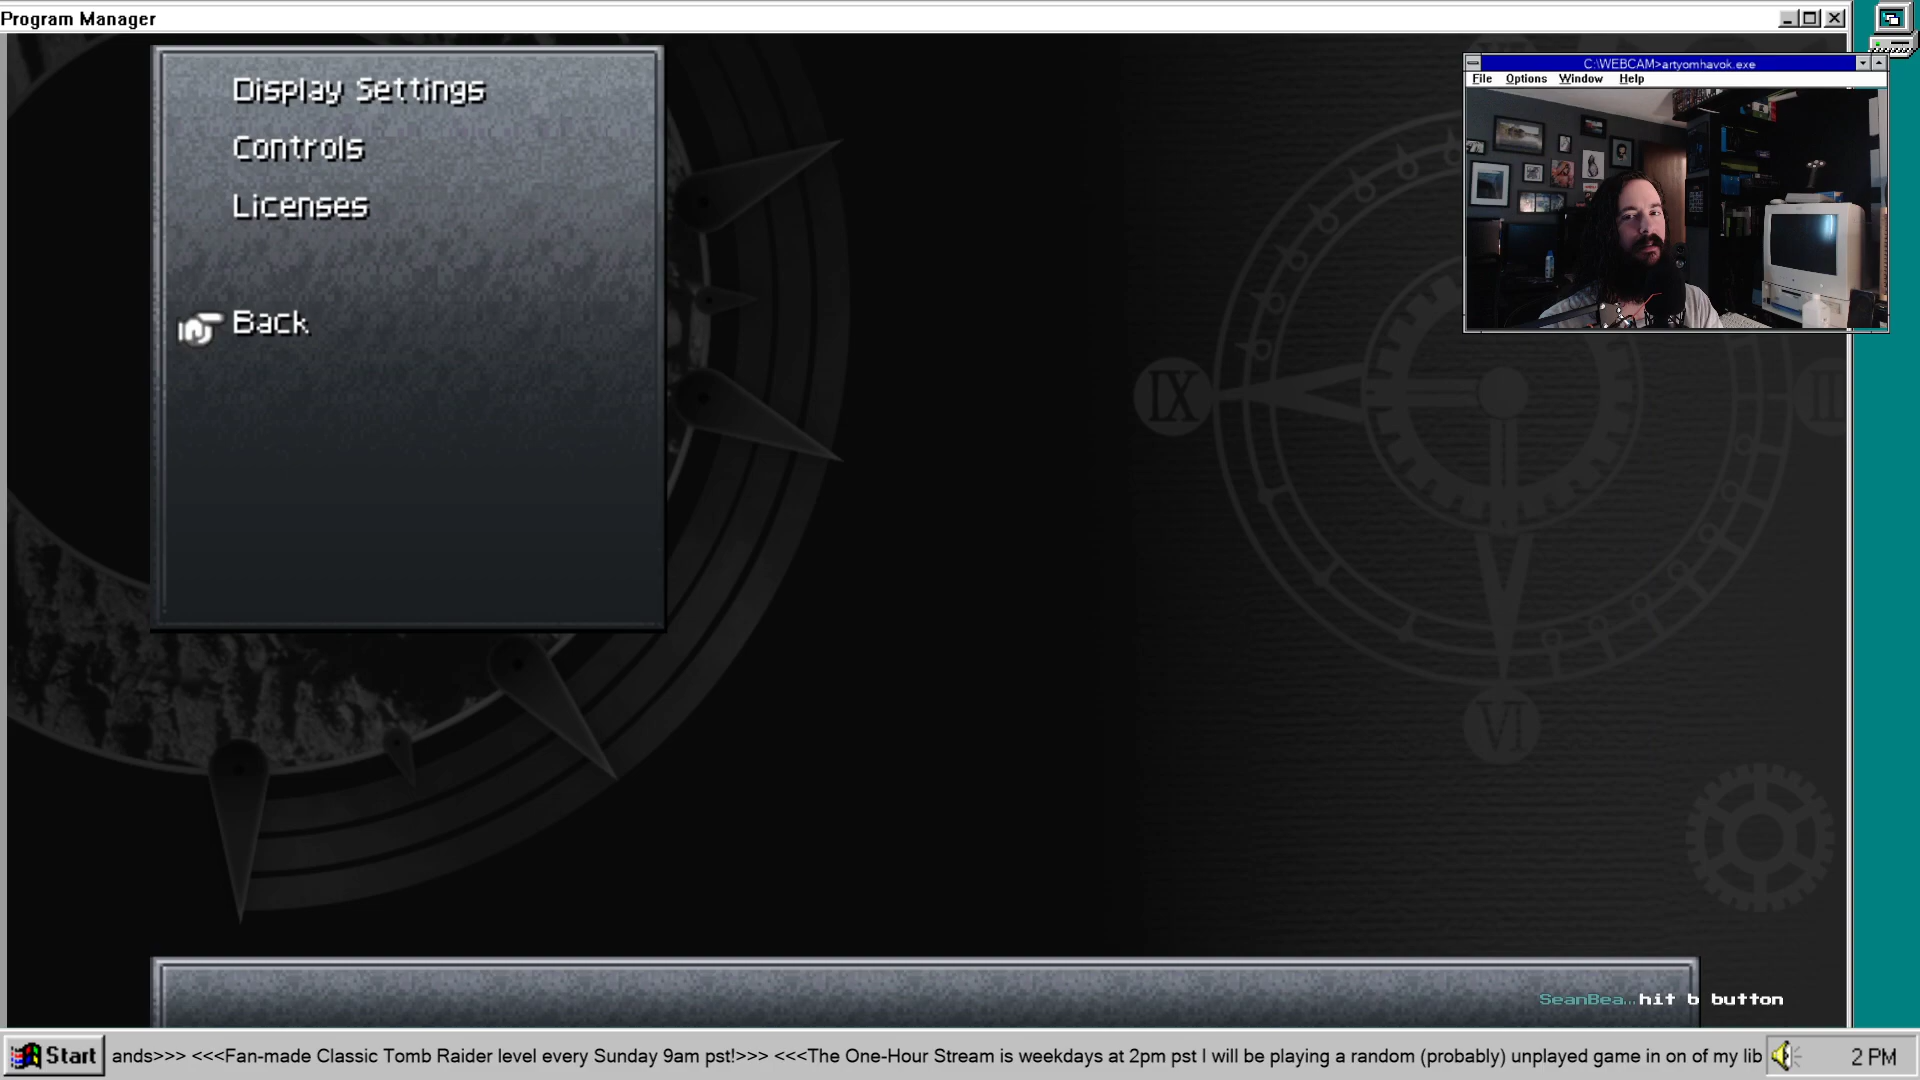 Program Manager
Display Settings
Controls
Licenses
Back
C:\WEBCAM>artyomhavok.exe
File Options Window Help
IX
VI
SeanBea...hit b button
Start
ands>>> <<<Fan-made Classic Tomb Raider level every Sunday 9am pst!>>> <<<The One-Hour Stream is weekdays at 2pm pst I will be playing a random (probably) unplayed game in on of my lib
2 PM